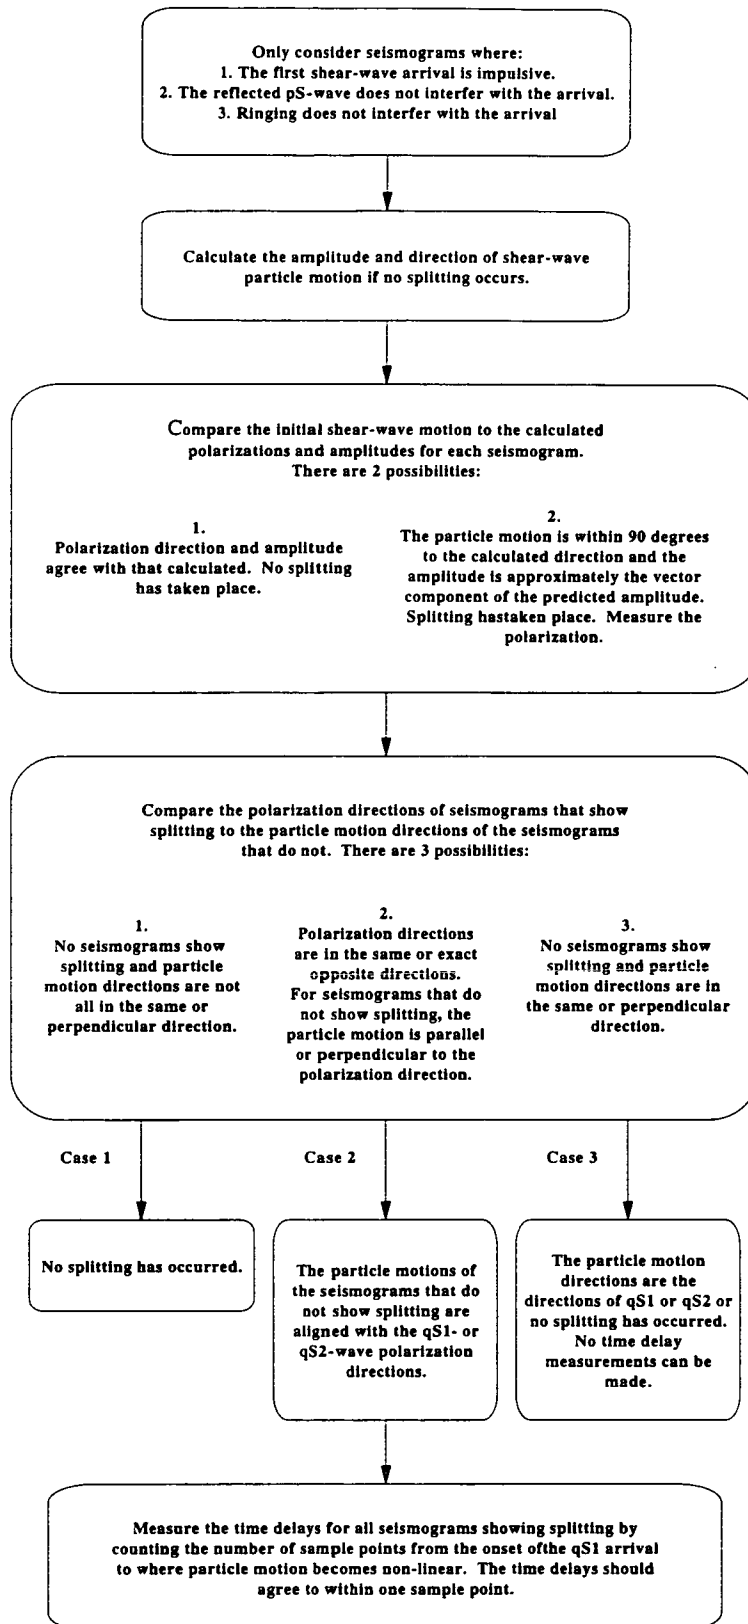 Only consider seismograms where:
1. The first shear-wave arrival is impulsive.
2. The reflected pS-wave does not interfer with the arrival.
3. Ringing does not interfer with the arrival
Calculate the amplitude and direction of shear-wave
particle motion if no splitting occurs.
Compare the initial shear-wave motion to the calculated
polarizations and amplitudes for each seismogram.
There are 2 possibilities:
1.
Polarization direction and amplitude
agree with that calculated. No splitting
has taken place.
2.
The particle motion is within 90 degrees
to the calculated direction and the
amplitude is approximately the vector
component of the predicted amplitude.
Splitting hastaken place. Measure the
polarization.
Compare the polarization directions of seismograms that show
splitting to the particle motion directions of the seismograms
that do not. There are 3 possibilities:
1.
No seismograms show
splitting and particle
motion directions are not
all in the same or
perpendicular direction.
2.
Polarization directions
are in the same or exact
opposite directions.
For seismograms that do
not show splitting, the
particle motion is parallel
or perpendicular to the
polarization direction.
3.
No seismograms show
splitting and particle
motion directions are in
the same or perpendicular
direction.
Case 1
Case 2
Case 3
No splitting has occurred.
The particle motions of
the seismograms that do
not show splitting are
aligned with the qS1- or
qS2-wave polarization
directions.
The particle motion
directions are the
directions of qS1 or qS2 or
no splitting has occurred.
No time delay
measurements can be
made.
Measure the time delays for all seismograms showing splitting by
counting the number of sample points from the onset ofthe qS1 arrival
to where particle motion becomes non-linear. The time delays should
agree to within one sample point.